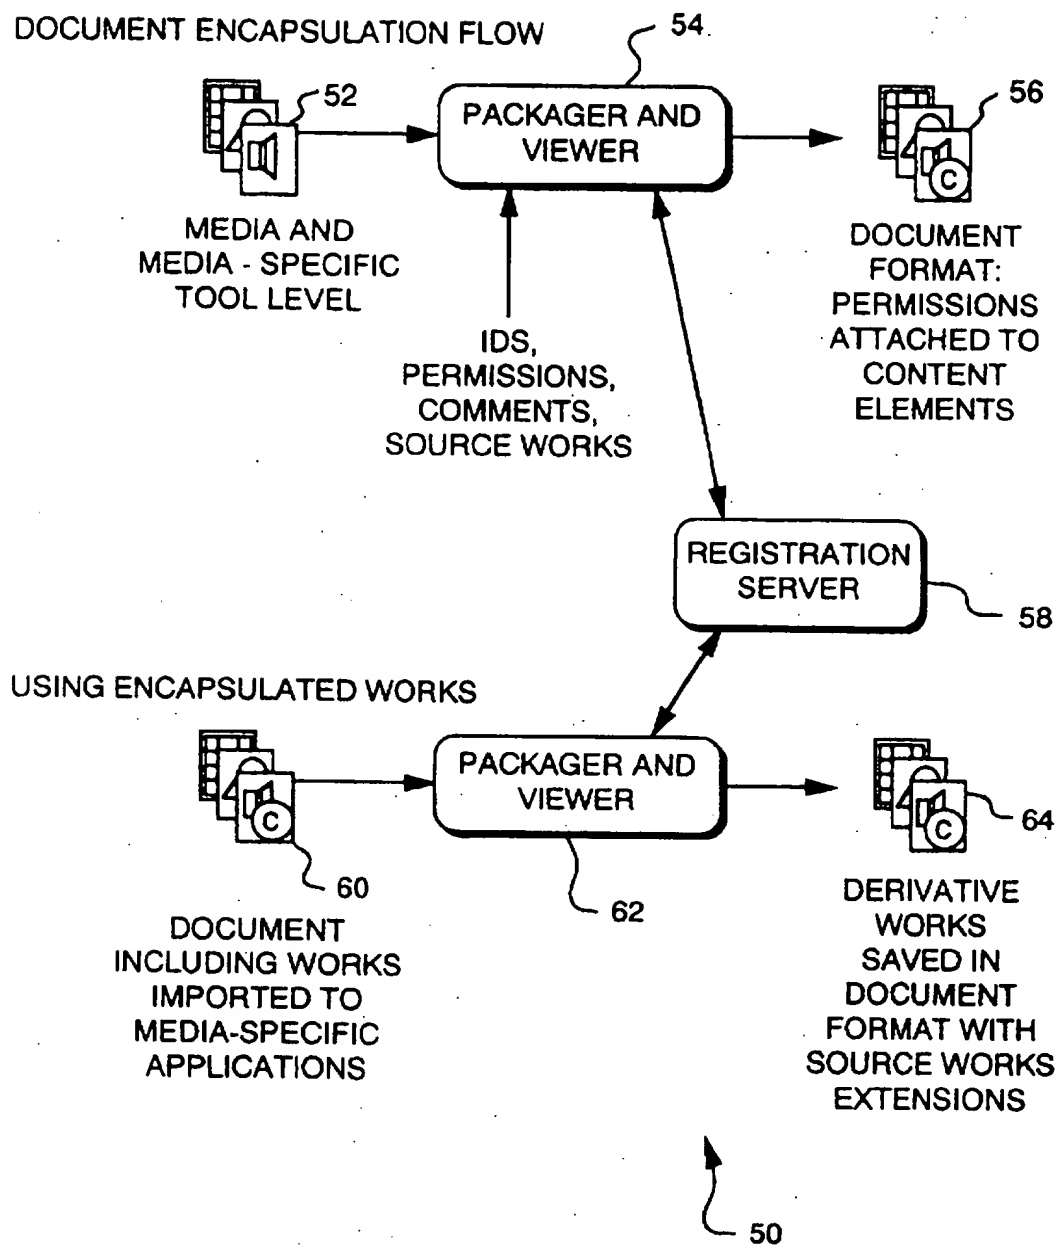 DOCUMENT ENCAPSULATION FLOW
54
52
PACKAGER AND
VIEWER
56
C
MEDIA AND
MEDIA - SPECIFIC
TOOL LEVEL
IDS,
PERMISSIONS,
COMMENTS,
SOURCE WORKS
DOCUMENT
FORMAT:
PERMISSIONS
ATTACHED TO
CONTENT
ELEMENTS
REGISTRATION
SERVER
58
USING ENCAPSULATED WORKS
C
60
PACKAGER AND
VIEWER
62
C
64
DOCUMENT
INCLUDING WORKS
IMPORTED TO
MEDIA-SPECIFIC
APPLICATIONS
DERIVATIVE
WORKS
SAVED IN
DOCUMENT
FORMAT WITH
SOURCE WORKS
EXTENSIONS
50